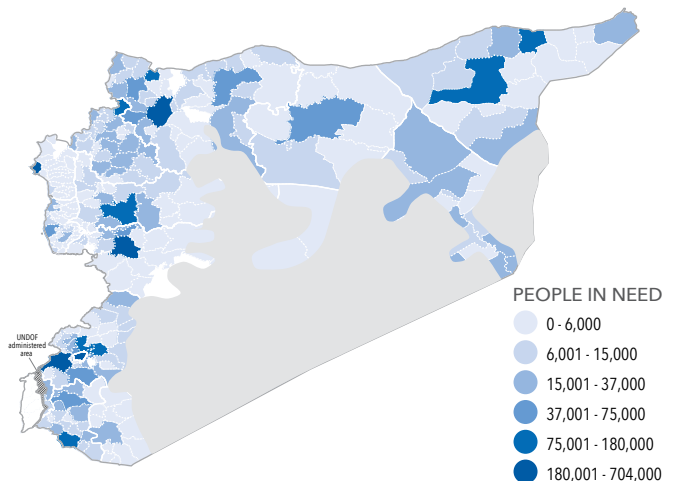 UNDOF
administered
area
PEOPLE IN NEED
0 - 6,000
6,001 - 15,000
15,001 - 37,000
37,001 - 75,000
75,001 - 180,000
180,001 - 704,000